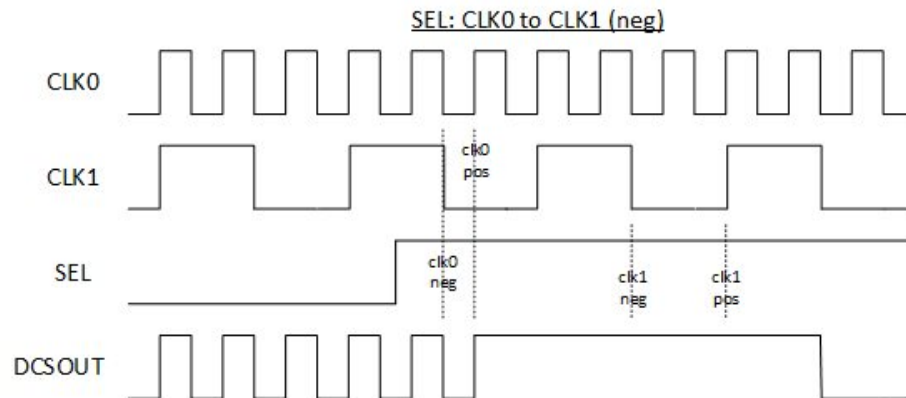 SEL: CLK0 to CLK1 (neg)
CLK0
clk0
pos
CLK1
clk0
neg
clk1
neg
clk1
pos
SEL
DCSOUT